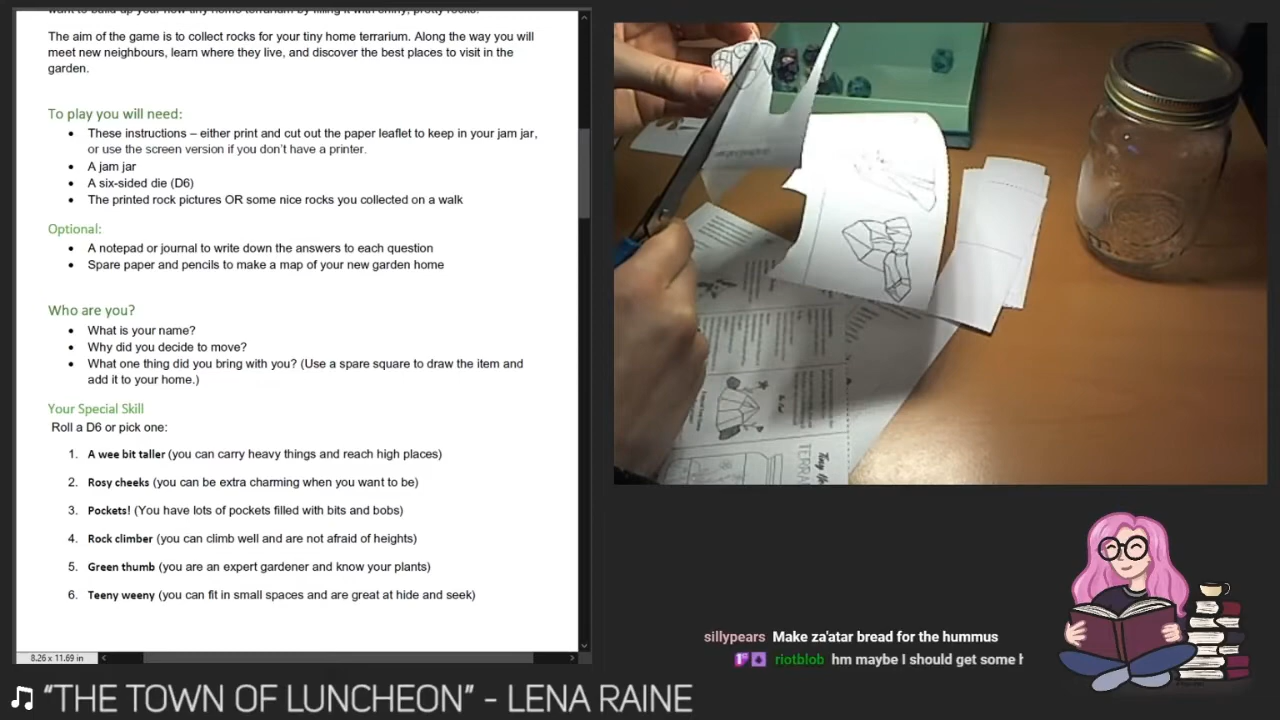 The aim of the game is to collect rocks for your tiny home terrarium. Along the way you will
meet new neighbours, learn where they live, and discover the best places to visit in the
garden.
To play you will need:
These instructions – either print and cut out the paper leaflet to keep in your jam jar,
or use the screen version if you don't have a printer.
A jam jar
A six-sided die (D6)
The printed rock pictures OR some nice rocks you collected on a walk
Optional:
A notepad or journal to write down the answers to each question
Spare paper and pencils to make a map of your new garden home
Who are you?
What is your name?
Why did you decide to move?
What one thing did you bring with you? (Use a spare square to draw the item and
add it to your home.)
Your Special Skill
Roll a D6 or pick one:
1. A wee bit taller (you can carry heavy things and reach high places)
2. Rosy cheeks (you can be extra charming when you want to be)
3. Pockets! (You have lots of pockets filled with bits and bobs)
4. Rock climber (you can climb well and are not afraid of heights)
5. Green thumb (you are an expert gardener and know your plants)
6. Teeny weeny (you can fit in small spaces and are great at hide and seek)
8.26 x 11.69 in
sillypears Make za'atar bread for the hummus
riotblob hm maybe I should get some
"THE TOWN OF LUNCHEON" - LENA RAINE